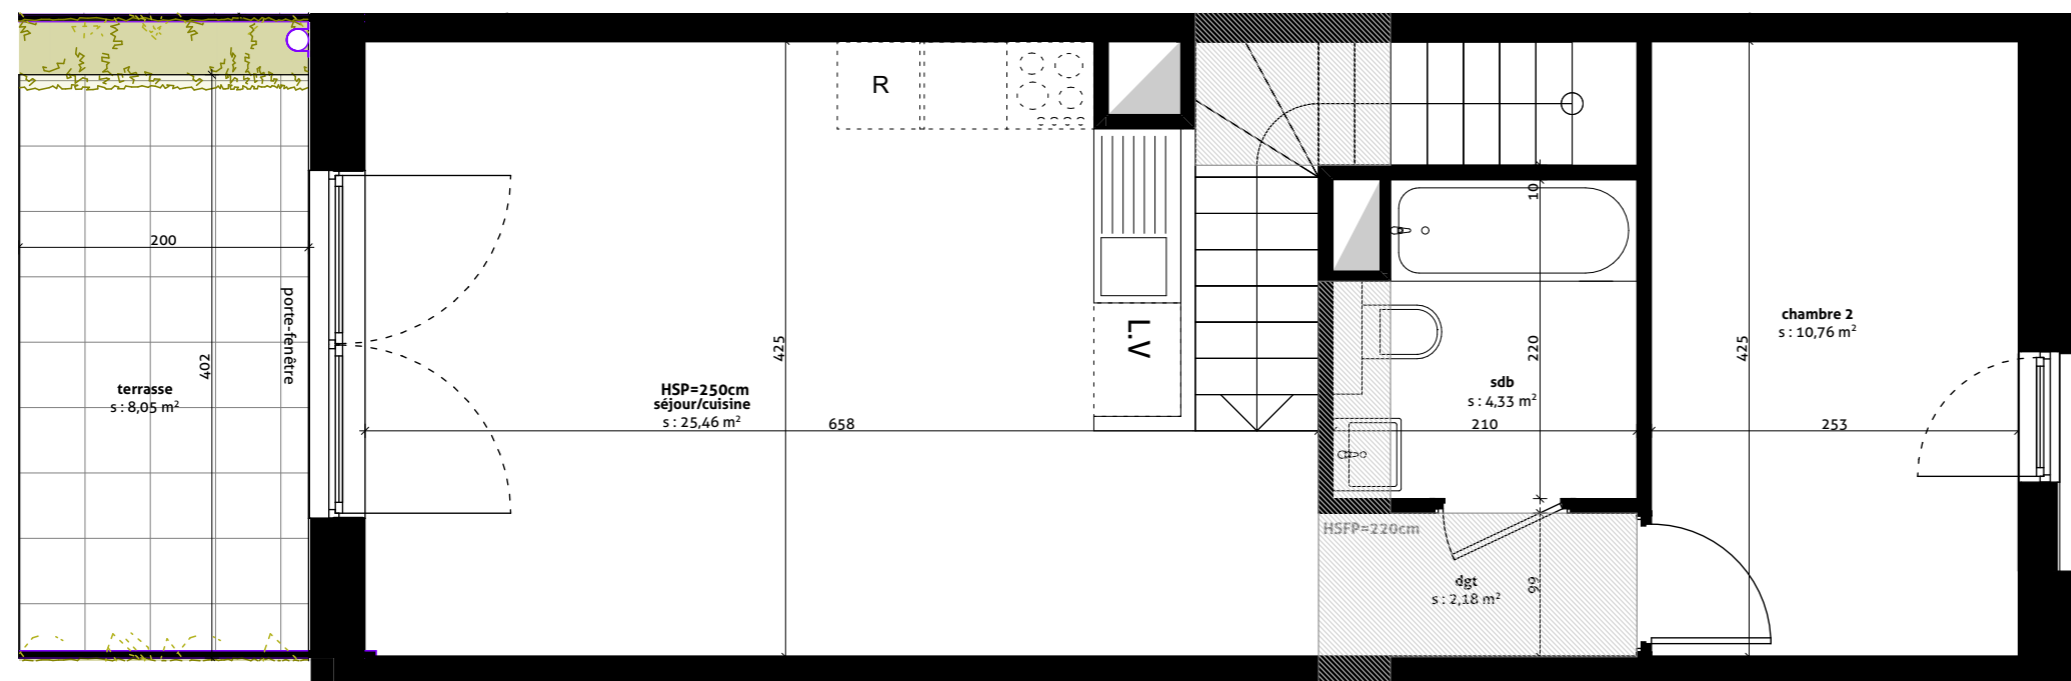 R
10
200
porte-fenêtre
402
terrasse
s : 8,05 m²
425
HSP=250cm
séjour/cuisine
s : 25,46 m²
658
L.V
220
sdb
s : 4,33 m²
210
chambre 2
s : 10,76 m²
425
253
HSFP=220cm
dgt
s : 2,18 m²
99